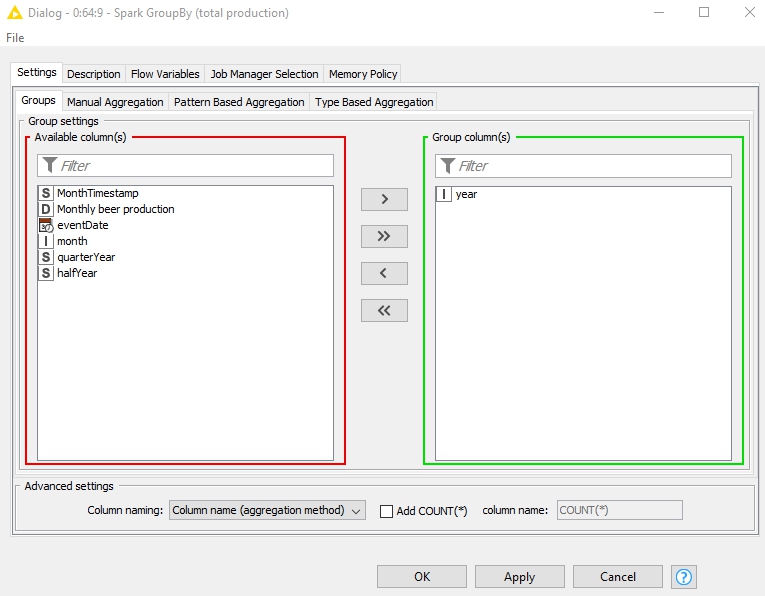 Dialog - 0:64:9 - Spark GroupBy (total production)
File
Settings Description Flow Variables Job Manager Selection Memory Policy
Groups Manual Aggregation Pattern Based Aggregation Type Based Aggregation
Group settings
Available column(s) Group column(s)
Filter Filter
S MonthTimestamp I year
D Monthly beer production
eventDate
I month
S quarterYear
S halfYear
>
>>
<
<<
Advanced settings
Column naming: Column name (aggregation method) Add COUNT(*) column name: COUNT(*)
OK Apply Cancel ?